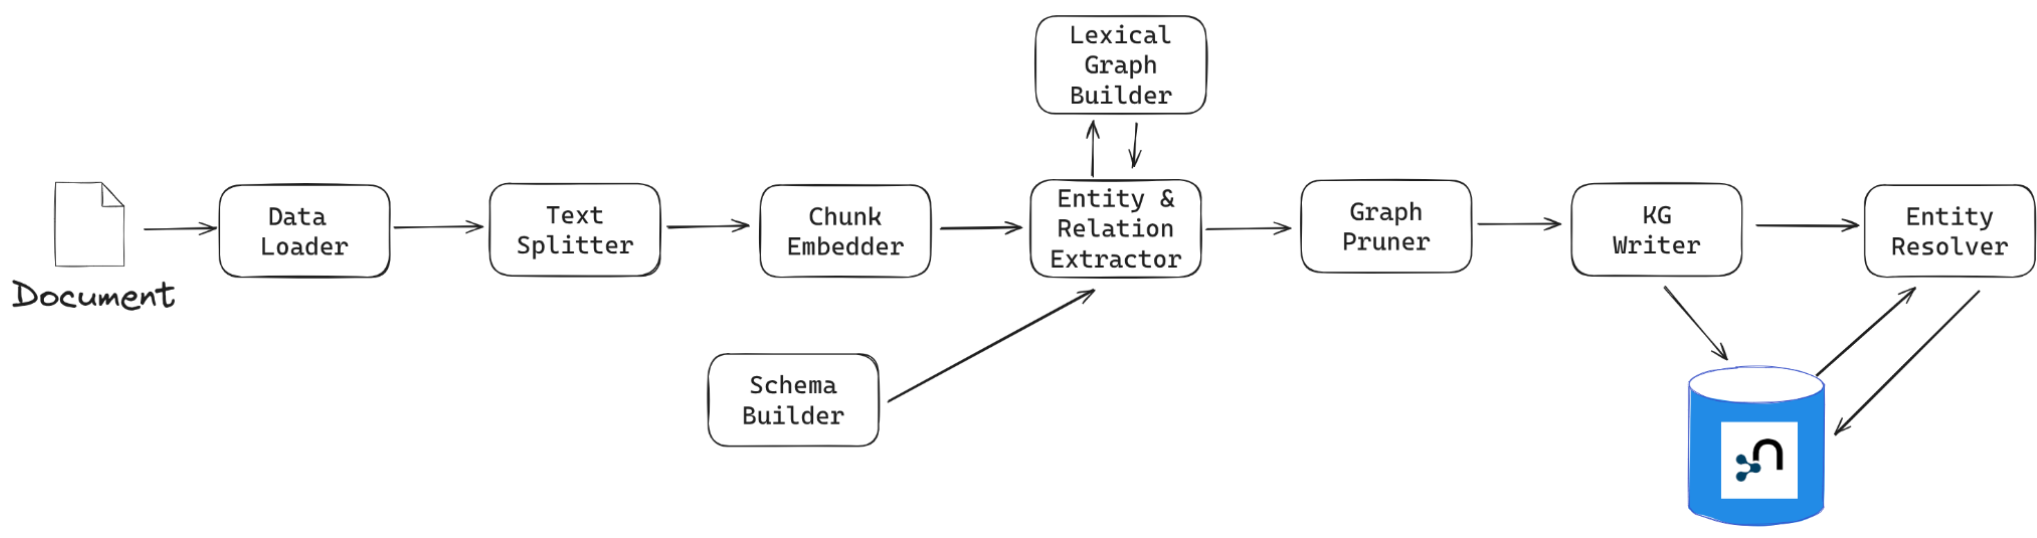 Lexical
Graph
Builder
Document
Data
Loader
Text
Splitter
Chunk
Embedder
Entity &
Relation
Extractor
Graph
Pruner
KG
Writer
Entity
Resolver
Schema
Builder
n